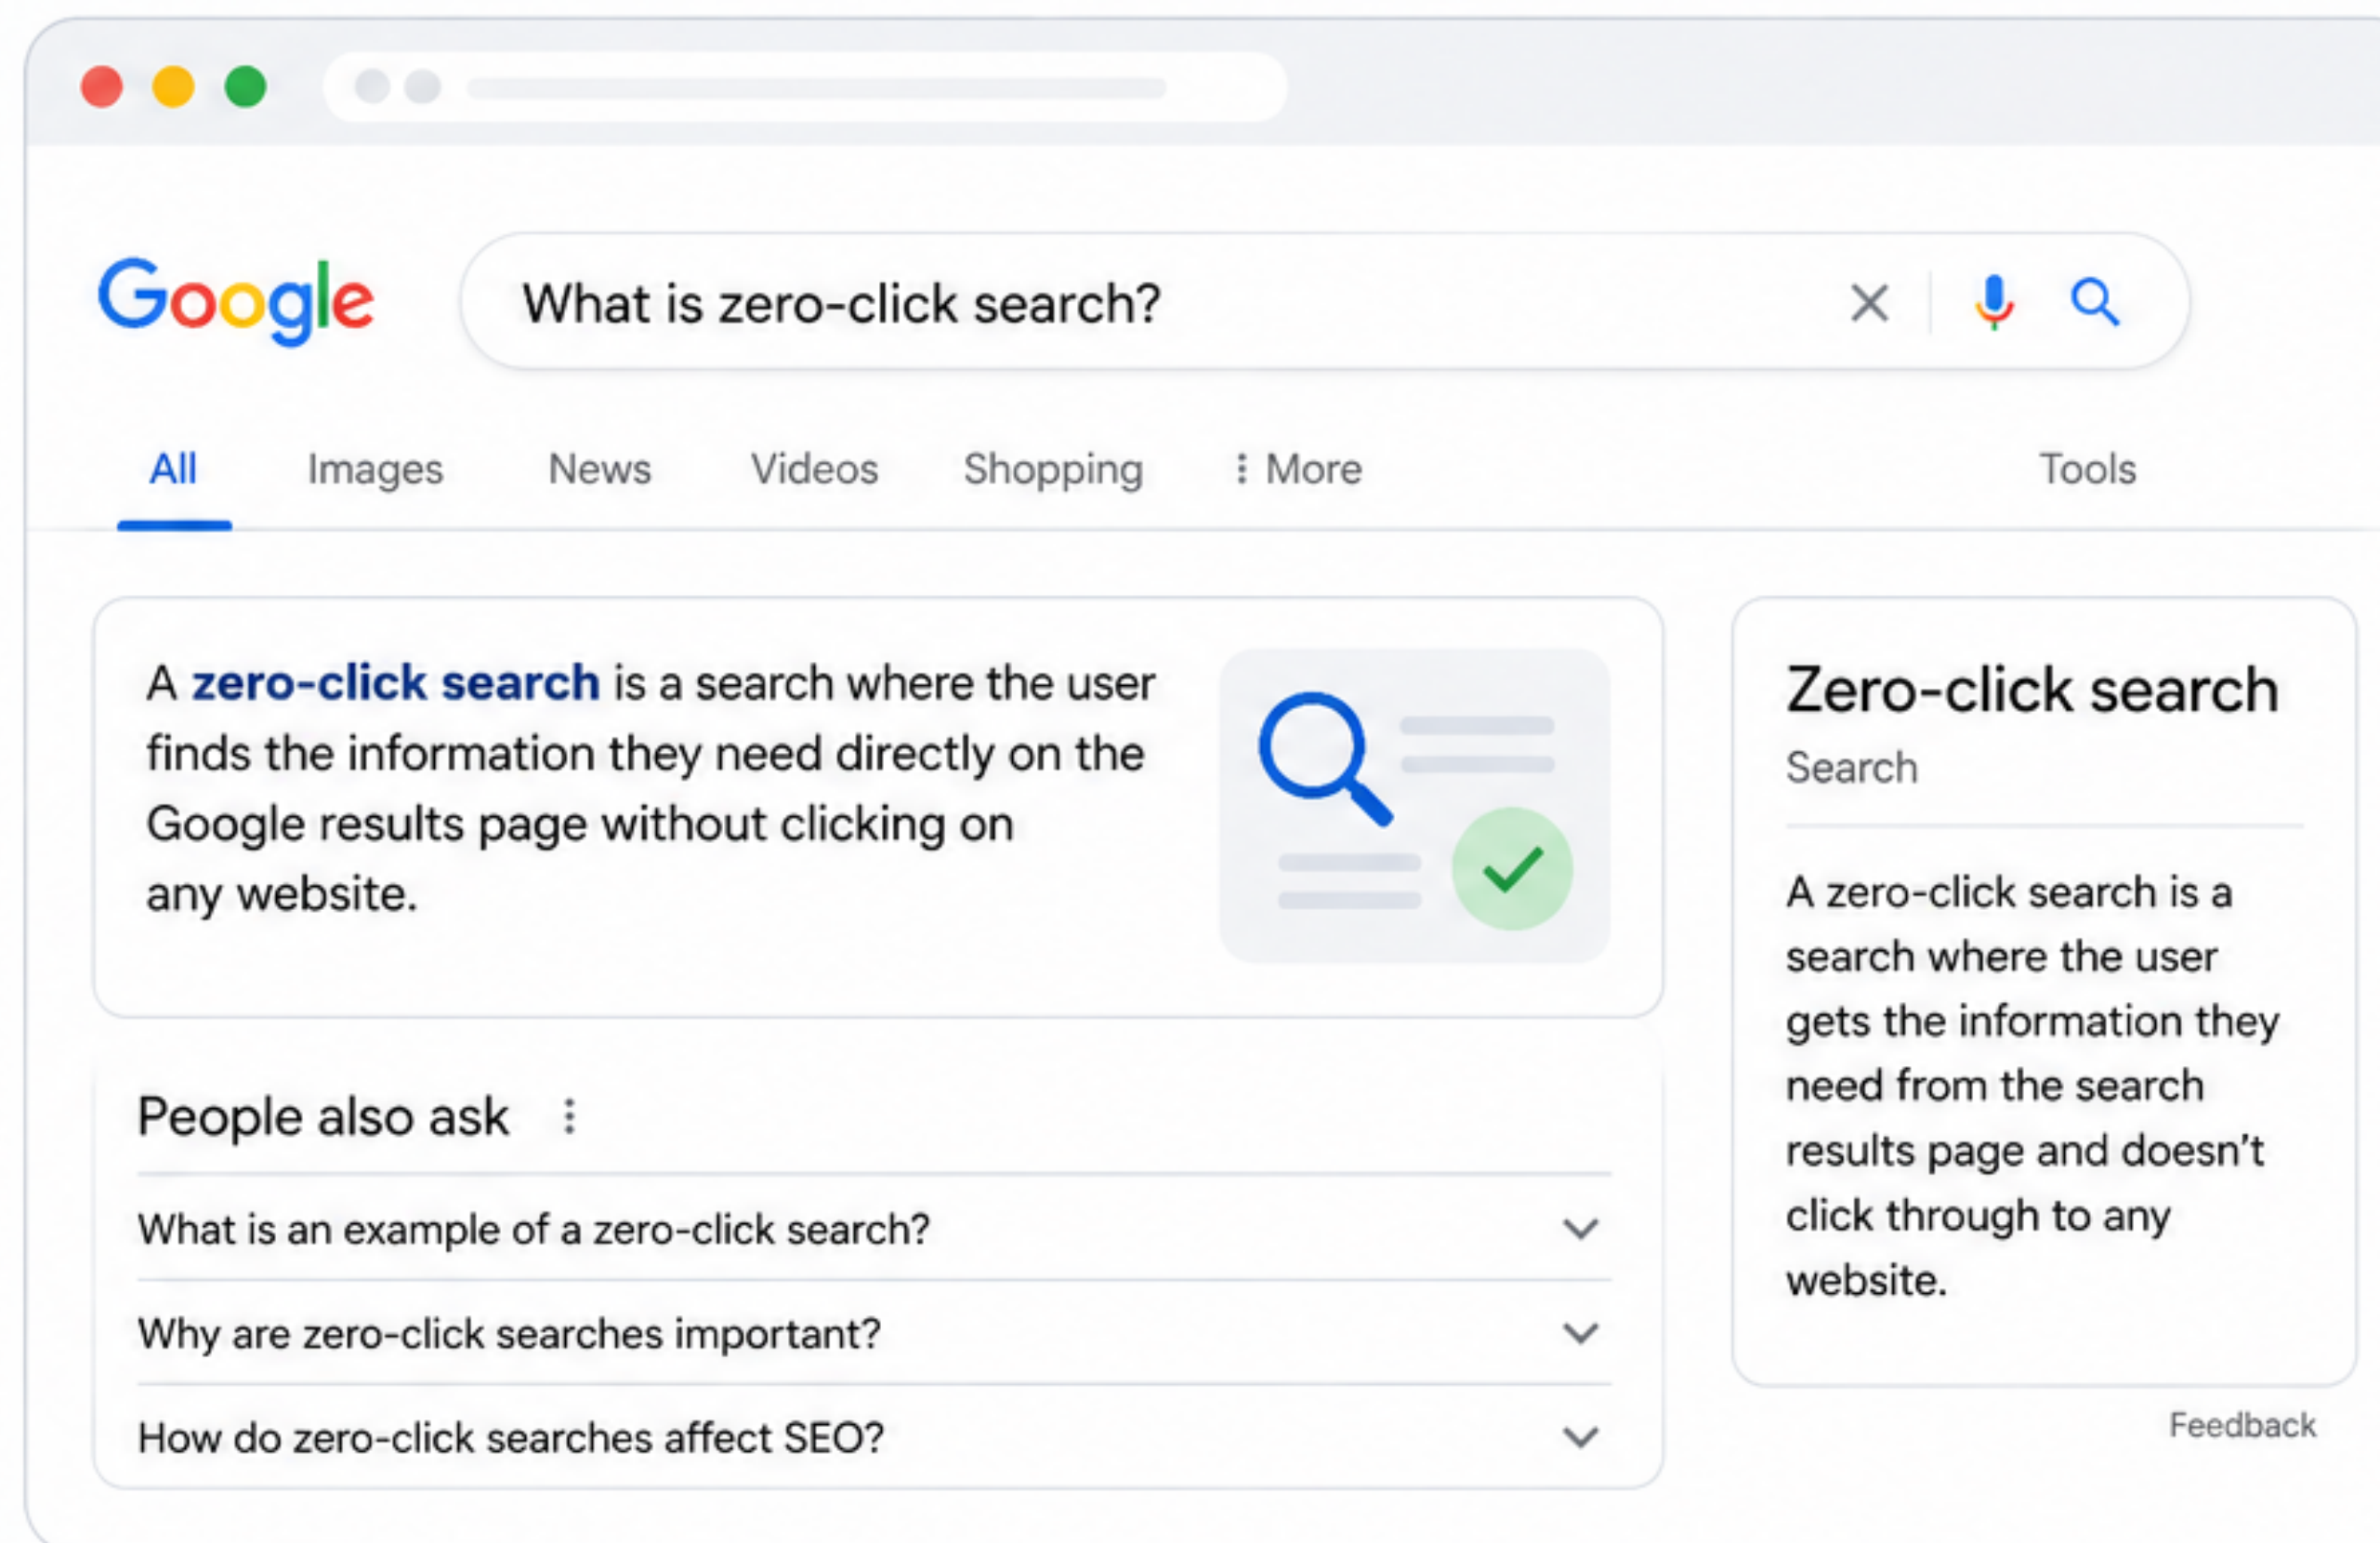 Google
What is zero-click search?
All Images News Videos Shopping More Tools
A zero-click search is a search where the user
finds the information they need directly on the
Google results page without clicking on
any website.
People also ask
What is an example of a zero-click search?
Why are zero-click searches important?
How do zero-click searches affect SEO?
Zero-click search
Search
A zero-click search is a
search where the user
gets the information they
need from the search
results page and doesn’t
click through to any
website.
Feedback